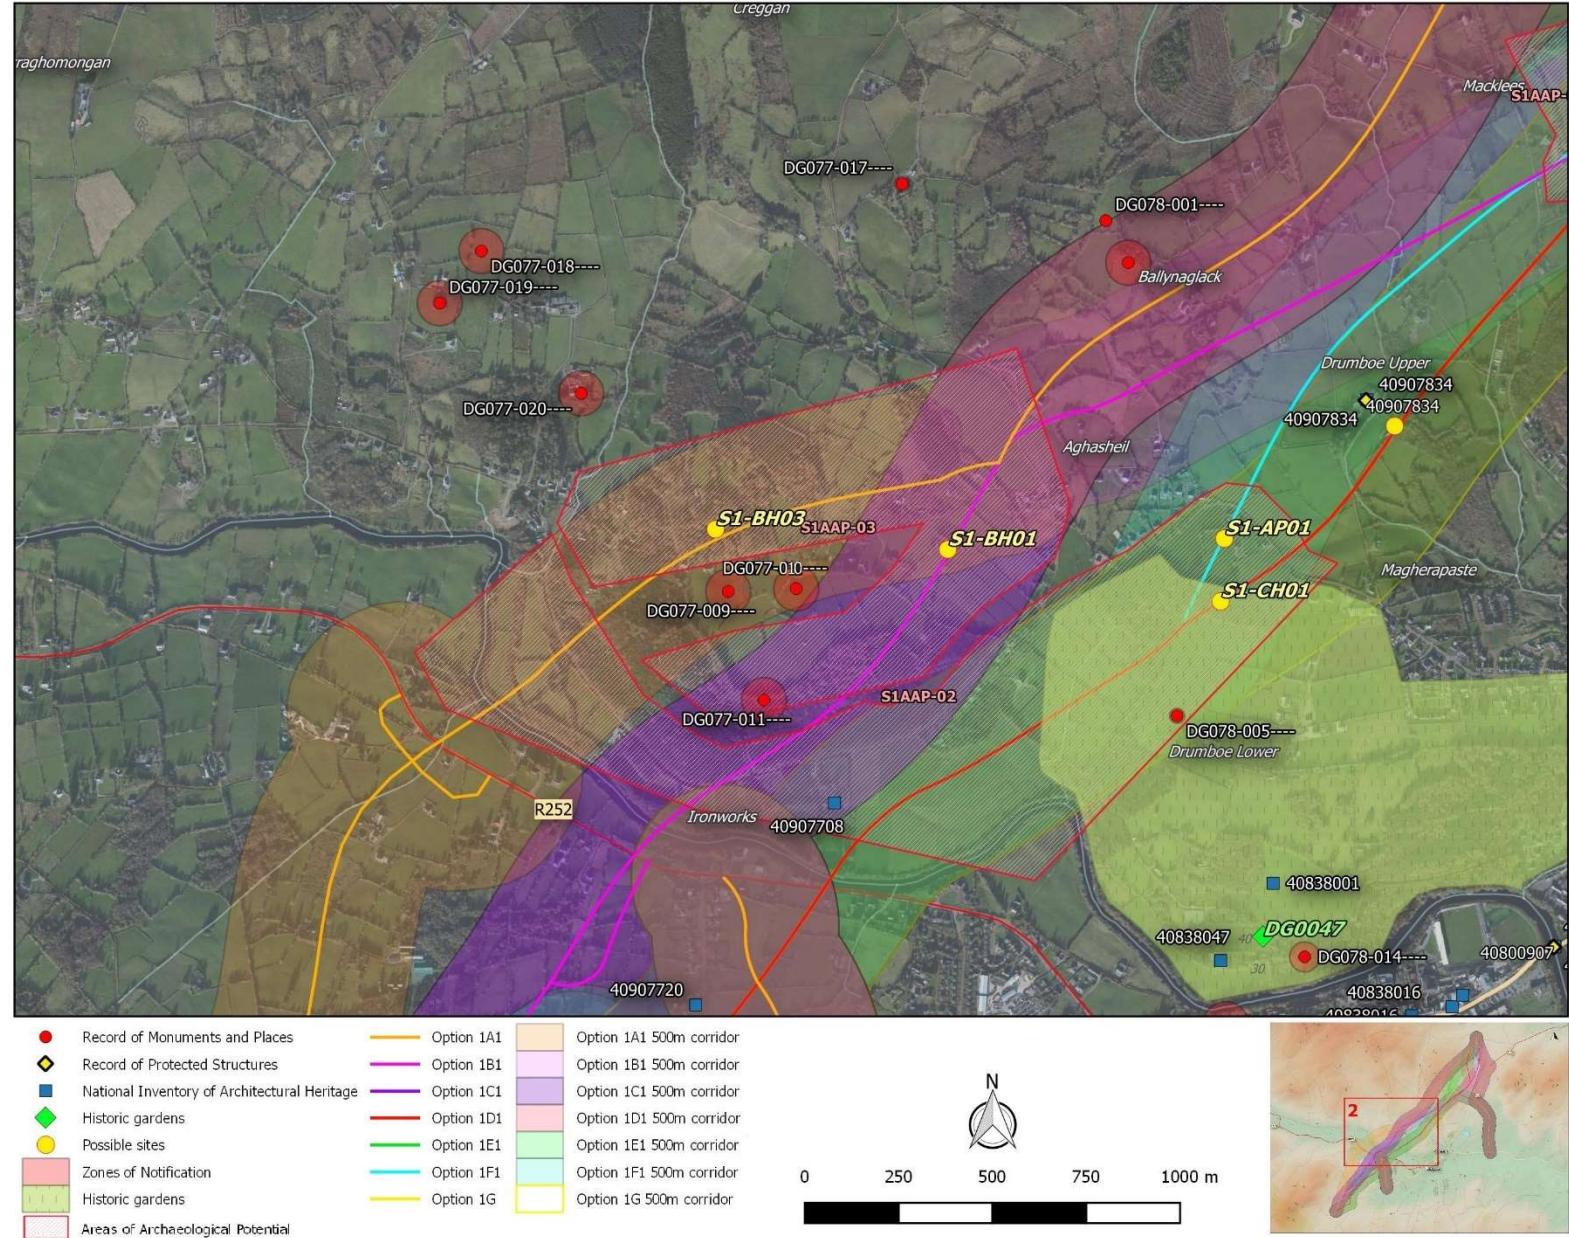 Creggan
raghomongan
Macklees
S1AAP-
DG077-017----
DG078-001----
DG077-018----
DG077-019----
Ballynaglack
Drumboe Upper
40907834
40907834
40907834
DG077-020----
Aghasheil
S1-BH03
S1AAP-03
S1-BH01
S1-AP01
DG077-010----
Magherapaste
DG077-009----
S1-CH01
S1AAP-02
DG077-011----
DG078-005----
Drumboe Lower
R252
Ironworks
40907708
40838001
DG0047
40838047
40
DG078-014----
40800907
30
40907720
40838016
40838016
Record of Monuments and Places
Record of Protected Structures
National Inventory of Architectural Heritage
Historic gardens
Possible sites
Zones of Notification
Historic gardens
Areas of Archaeological Potential
Option 1A1
Option 1B1
Option 1C1
Option 1D1
Option 1E1
Option 1F1
Option 1G
Option 1A1 500m corridor
Option 1B1 500m corridor
Option 1C1 500m corridor
Option 1D1 500m corridor
Option 1E1 500m corridor
Option 1F1 500m corridor
Option 1G 500m corridor
N
0 250 500 750 1000 m
2